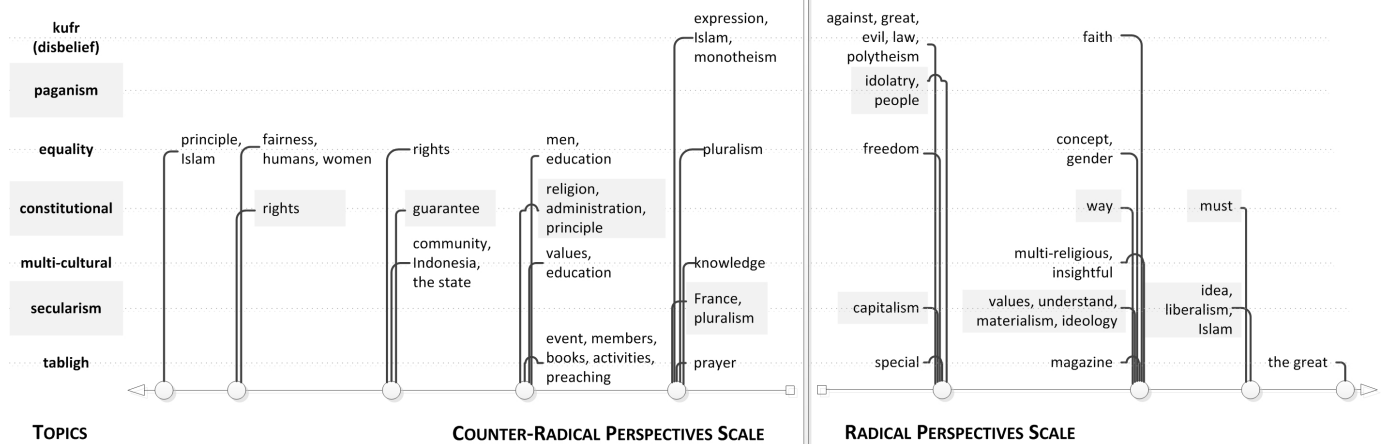 kufr
(disbelief)
expression,
Islam,
monotheism
against, great,
evil, law,
polytheism
faith
paganism
idolatry,
people
equality
principle,
Islam
fairness,
humans, women
rights
men,
education
pluralism
freedom
concept,
gender
constitutional
rights
guarantee
religion,
administration,
principle
way
must
multi-cultural
community,
Indonesia,
the state
values,
education
knowledge
multi-religious,
insightful
secularism
France,
pluralism
capitalism
values, understand,
materialism, ideology
idea,
liberalism,
Islam
tabligh
event, members,
books, activities,
preaching
prayer
special
magazine
the great
TOPICS
COUNTER-RADICAL PERSPECTIVES SCALE
RADICAL PERSPECTIVES SCALE